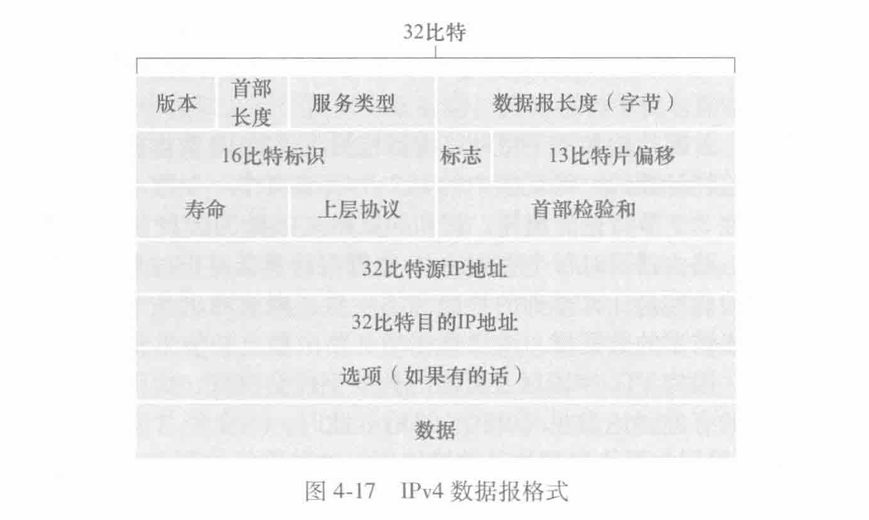 32比特
版本
首部
长度
服务类型
数据报长度（字节）
16比特标识
标志
13比特片偏移
寿命
上层协议
首部检验和
32比特源IP地址
32比特目的IP地址
选项（如果有的话）
数据
图 4-17 IPv4 数据报格式